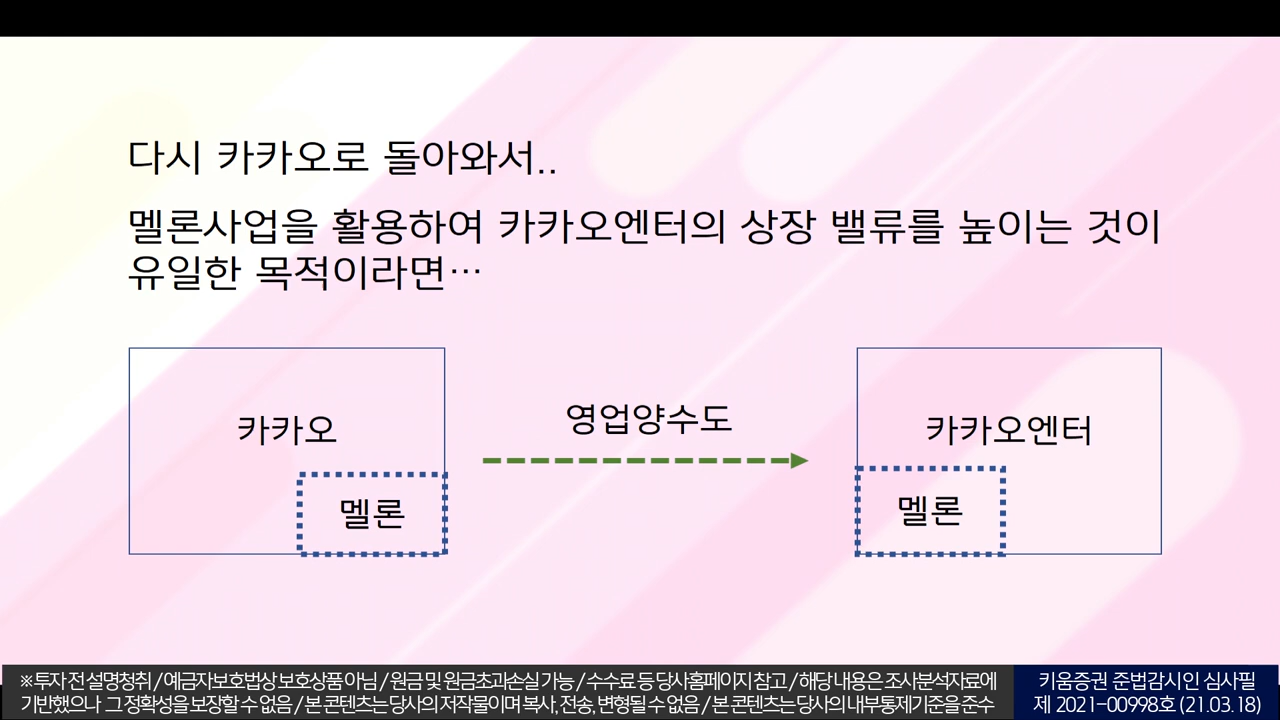 다시 카카오로 돌아와서..
멜론사업을 활용하여 카카오엔터의 상장 밸류를 높이는 것이
유일한 목적이라면…
카카오
멜론
영업양수도
카카오엔터
멜론
※투자 전 설명청취 / 예금자보호법상 보호상품 아님 / 원금 및 원금초과손실 가능 / 수수료 등 당사홈페이지 참고 / 해당 내용은 조사분석자료에
기반했으나 그 정확성을 보장할 수 없음 / 본 콘텐츠는 당사의 저작물이며 복사, 전송, 변형될 수 없음 / 본 콘텐츠는 당사의 내부통제기준을 준수
키움증권 준법감시인 심사필
제 2021-00998호 (21.03.18)